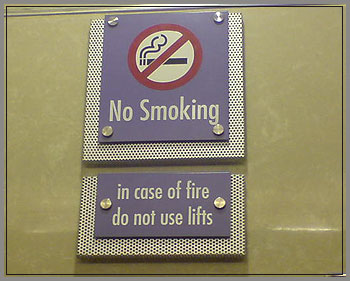 No Smoking
in case of fire
do not use lifts